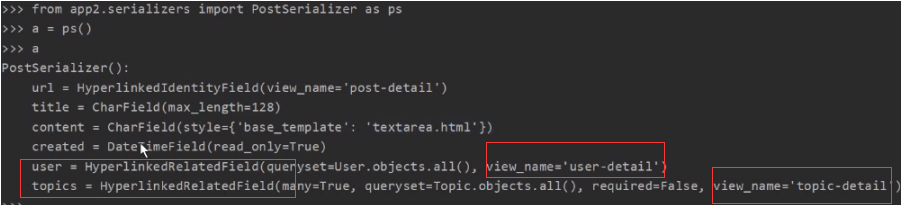 >>> from app2.serializers import PostSerializer as ps
>>> a = ps()
>>> a
PostSerializer():
    url = HyperlinkedIdentityField(view_name='post-detail')
    title = CharField(max_length=128)
    content = CharField(style={'base_template': 'textarea.html'})
    created = DateTimeField(read_only=True)
    user = HyperlinkedRelatedField(queryset=User.objects.all(), view_name='user-detail')
    topics = HyperlinkedRelatedField(many=True, queryset=Topic.objects.all(), required=False, view_name='topic-detail')
>>>